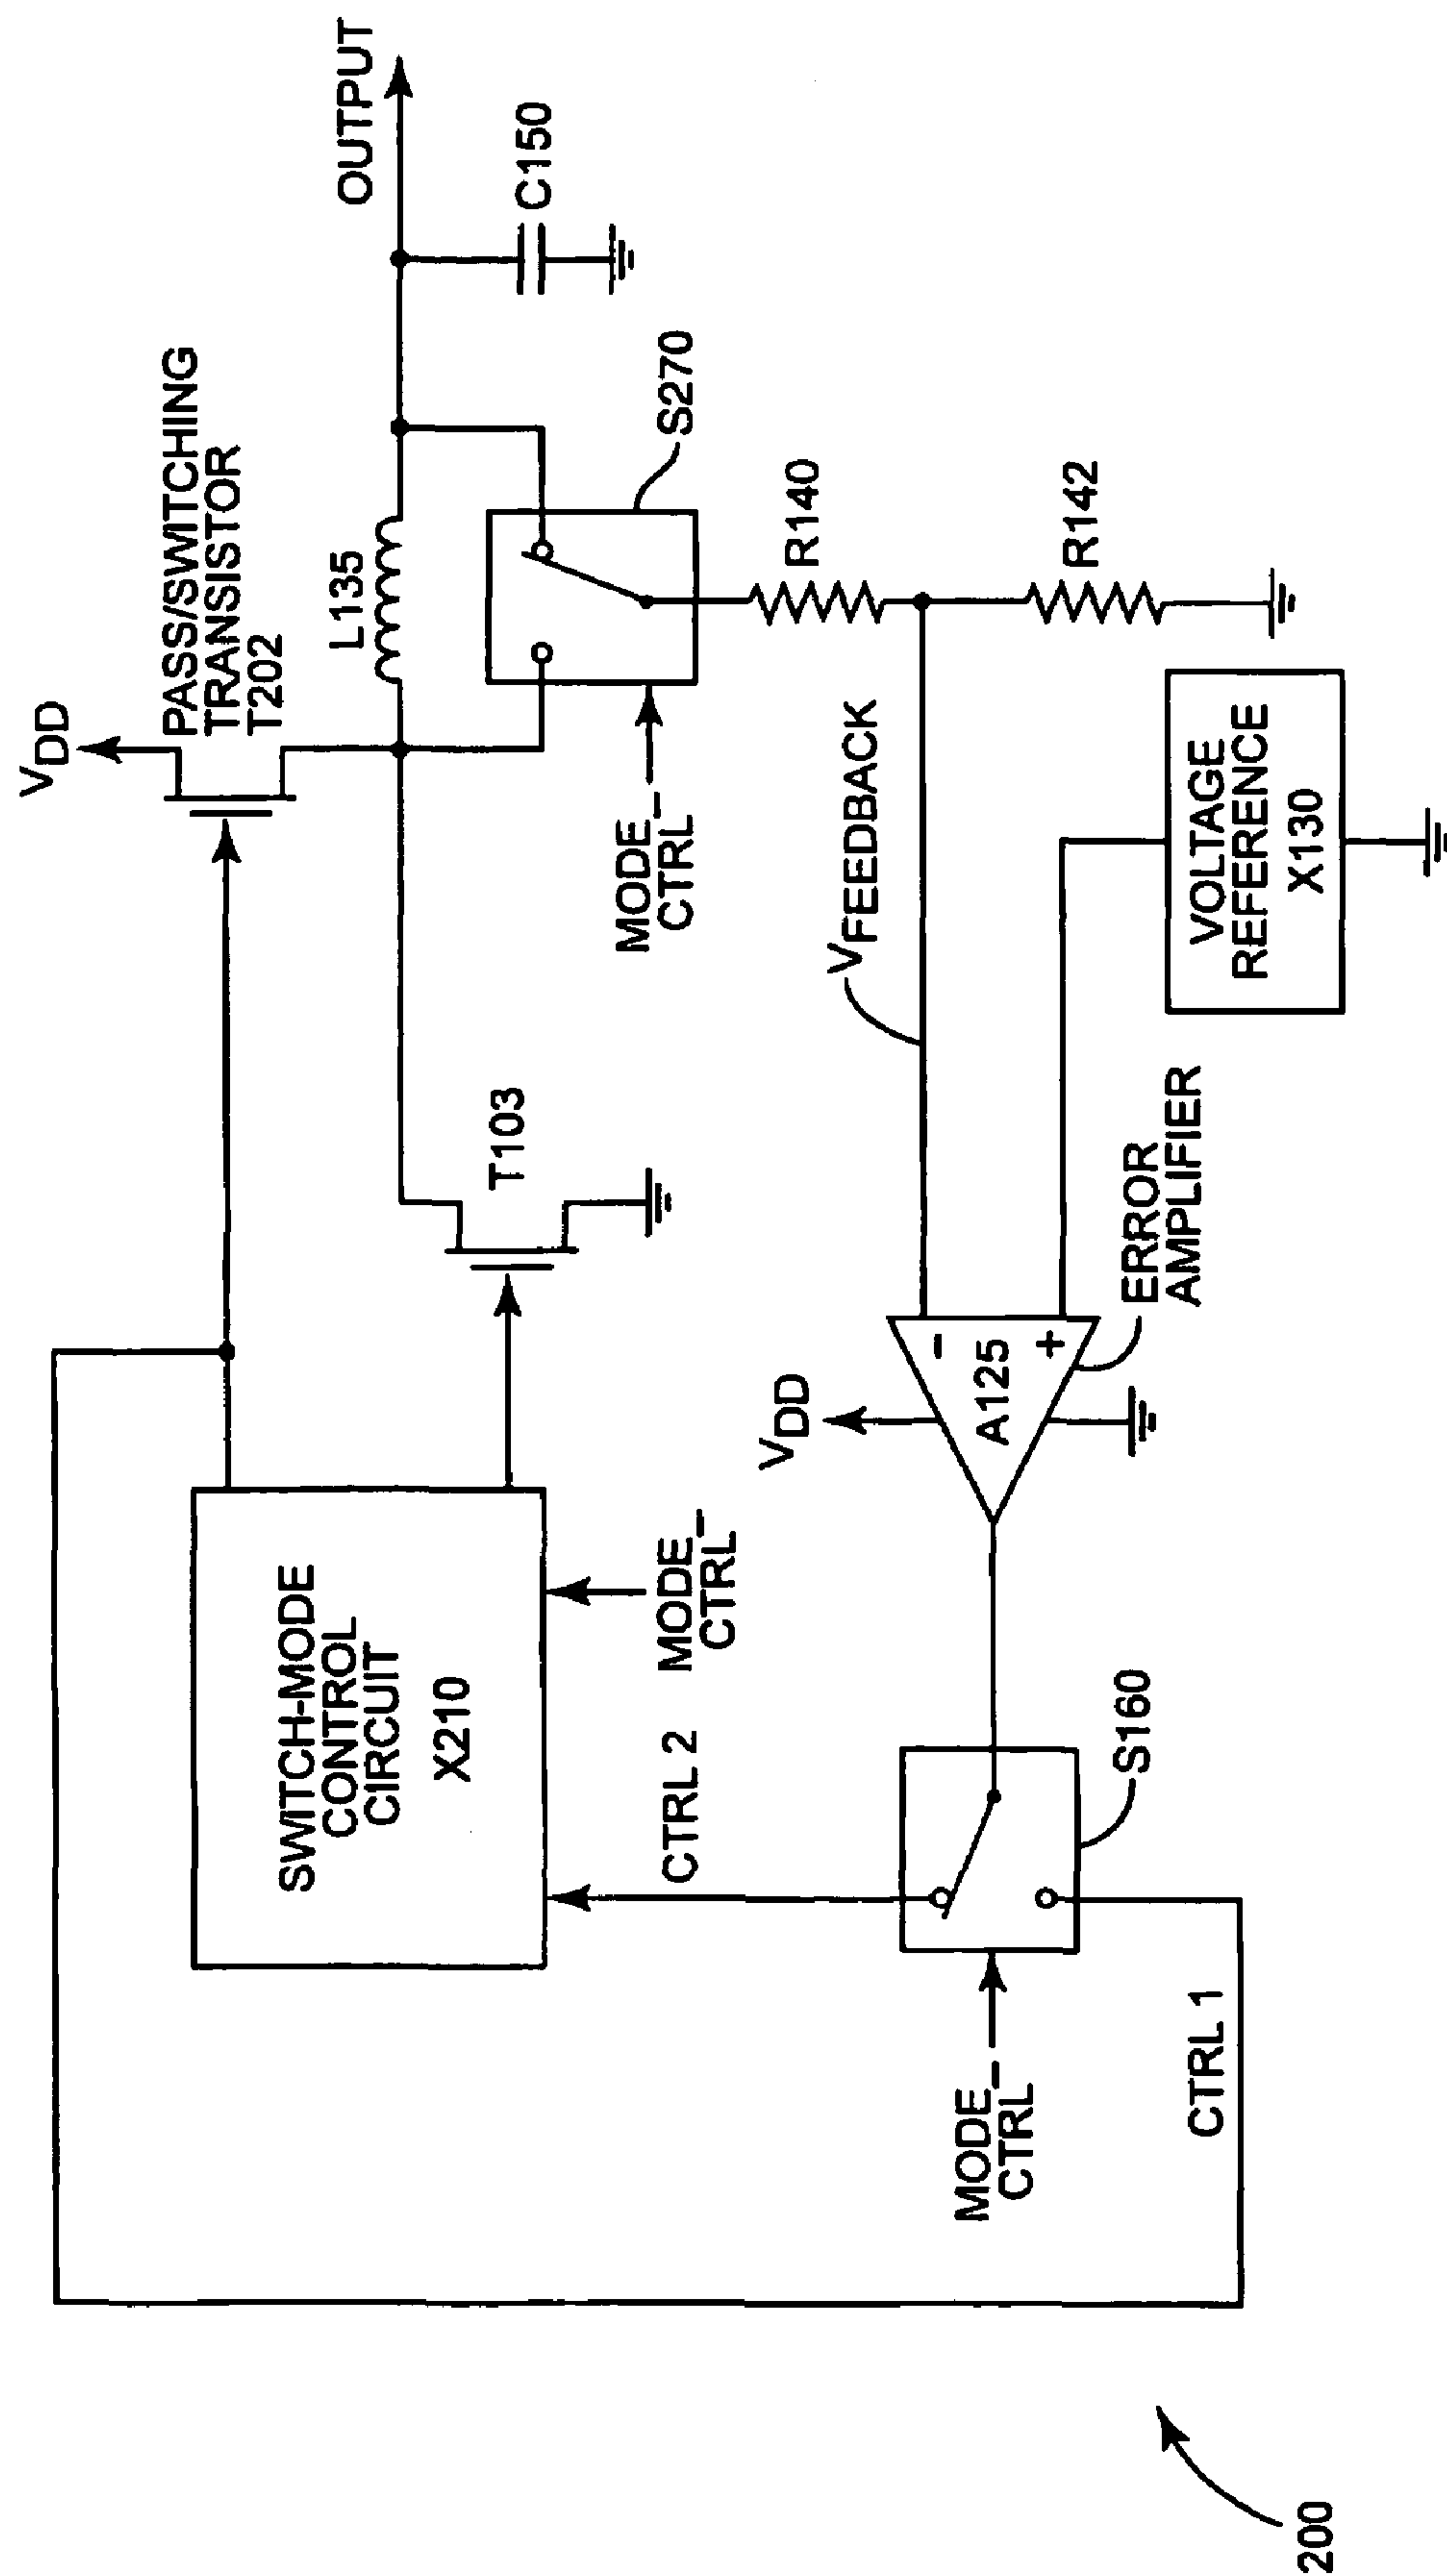 V_DD
PASS/SWITCHING
TRANSISTOR
T202
OUTPUT
L135
C150
SWITCH-MODE
CONTROL
CIRCUIT
X210
T103
S270
MODE_
CTRL
MODE_
CTRL
CTRL 2
V_DD
R140
V_FEEDBACK
R142
A125
-
+
ERROR
AMPLIFIER
VOLTAGE
REFERENCE
X130
S160
MODE_
CTRL
CTRL 1
200